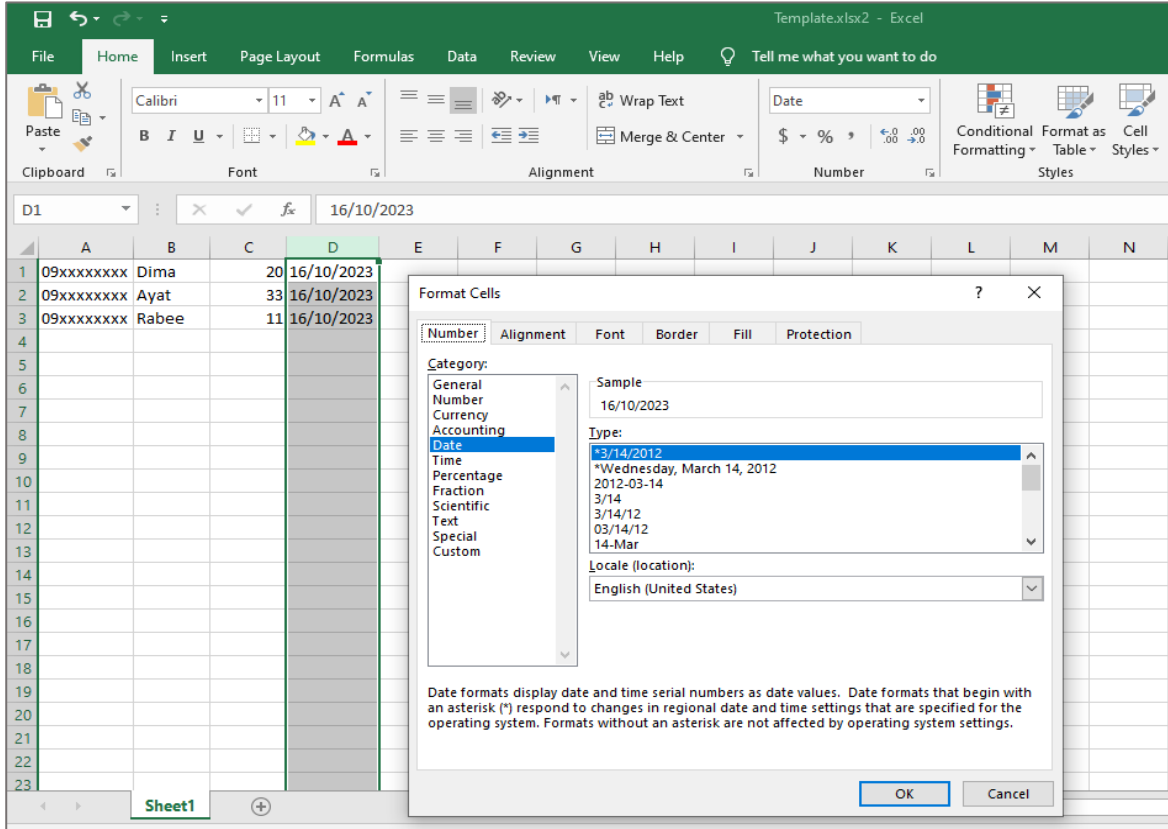 Template.xlsx2 - Excel
File Home Insert Page Layout Formulas Data Review View Help Tell me what you want to do
Paste
Calibri 11
B I U A
ab Wrap Text
Merge & Center
Date
$ % ,
Conditional Formatting
Format as Table
Cell Styles
Clipboard Font Alignment Number Styles
D1 fx 16/10/2023
A B C D E F G H I J K L M N
1 09xxxxxxxx Dima 20 16/10/2023
2 09xxxxxxxx Ayat 33 16/10/2023
3 09xxxxxxxx Rabee 11 16/10/2023
4
5
6
7
8
9
10
11
12
13
14
15
16
17
18
19
20
21
22
23
Format Cells ?
Number Alignment Font Border Fill Protection
Category:
General
Number
Currency
Accounting
Date
Time
Percentage
Fraction
Scientific
Text
Special
Custom
Sample
16/10/2023
Type:
*3/14/2012
*Wednesday, March 14, 2012
2012-03-14
3/14
3/14/12
03/14/12
14-Mar
Locale (location):
English (United States)
Date formats display date and time serial numbers as date values. Date formats that begin with
an asterisk (*) respond to changes in regional date and time settings that are specified for the
operating system. Formats without an asterisk are not affected by operating system settings.
OK Cancel
Sheet1